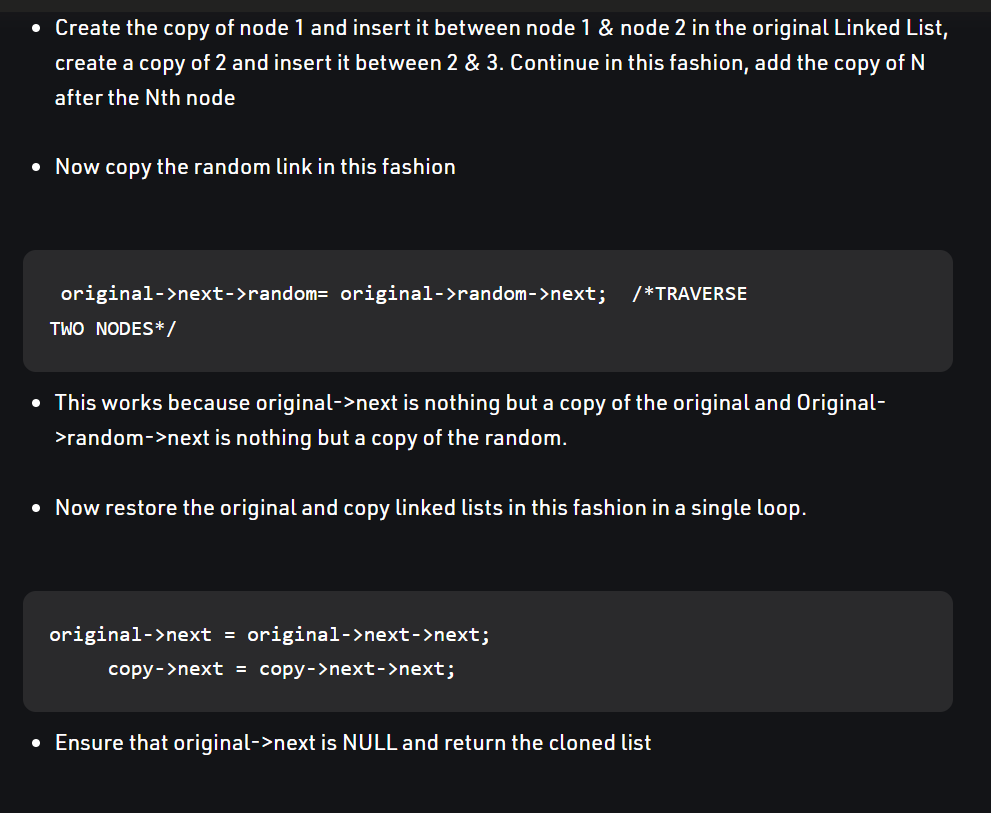 • Create the copy of node 1 and insert it between node 1 & node 2 in the original Linked List,
create a copy of 2 and insert it between 2 & 3. Continue in this fashion, add the copy of N
after the Nth node
• Now copy the random link in this fashion
original->next->random= original->random->next;  /*TRAVERSE
TWO NODES*/
• This works because original->next is nothing but a copy of the original and Original-
>random->next is nothing but a copy of the random.
• Now restore the original and copy linked lists in this fashion in a single loop.
original->next = original->next->next;
copy->next = copy->next->next;
• Ensure that original->next is NULL and return the cloned list